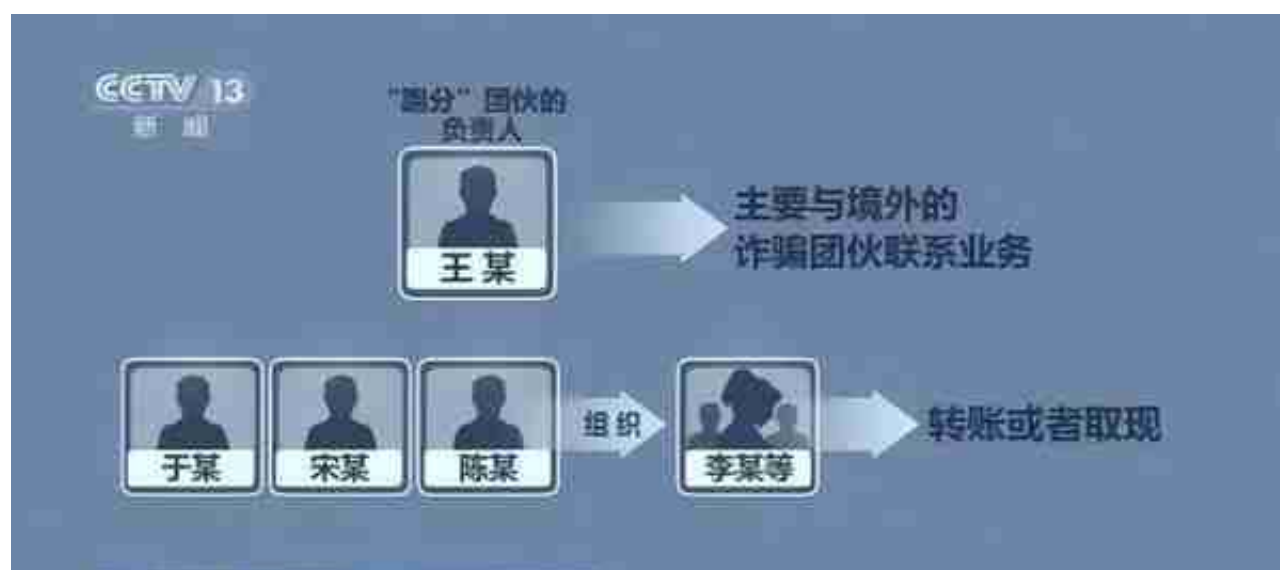 CCTV 13
新闻
“跑分”团伙的
负责人
王某
主要与境外的
诈骗团伙联系业务
于某
宋某
陈某
组织
李某等
转账或者取现